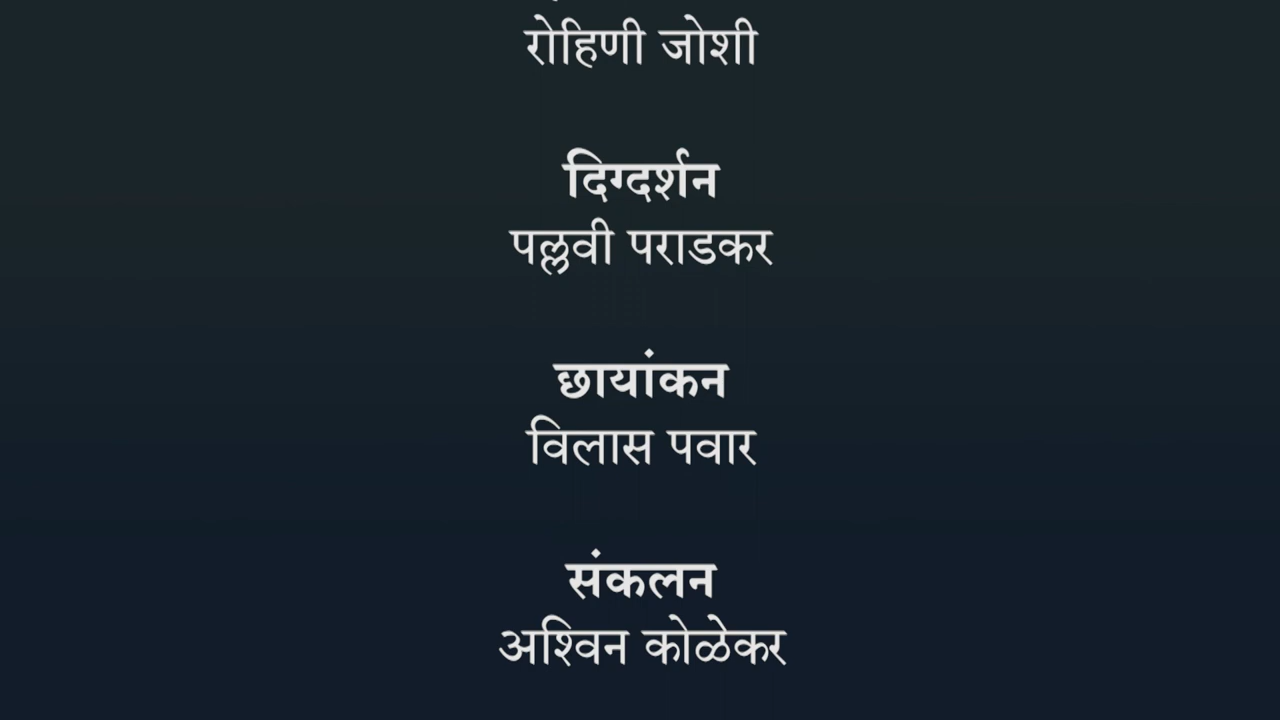 रोहिणी जोशी
दिग्दर्शन
पल्लवी पराडकर
छायांकन
विलास पवार
संकलन
अश्विन कोळेकर